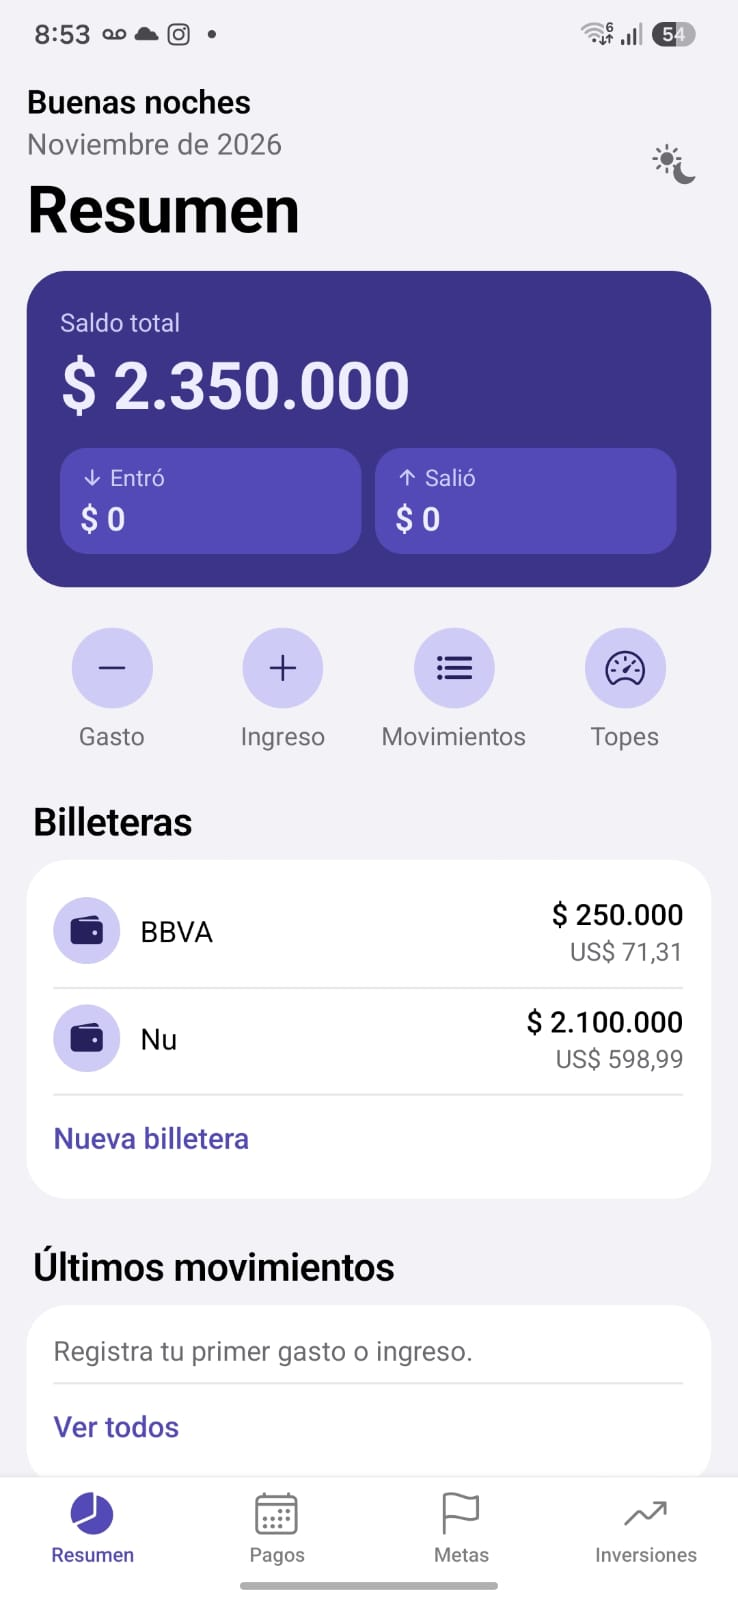 8:53
6
54
Buenas noches
Noviembre de 2026
Resumen
Saldo total
$ 2.350.000
↓ Entró
$ 0
↑ Salió
$ 0
Gasto
Ingreso
Movimientos
Topes
Billeteras
BBVA
$ 250.000
US$ 71,31
Nu
$ 2.100.000
US$ 598,99
Nueva billetera
Últimos movimientos
Registra tu primer gasto o ingreso.
Ver todos
Resumen
Pagos
Metas
Inversiones